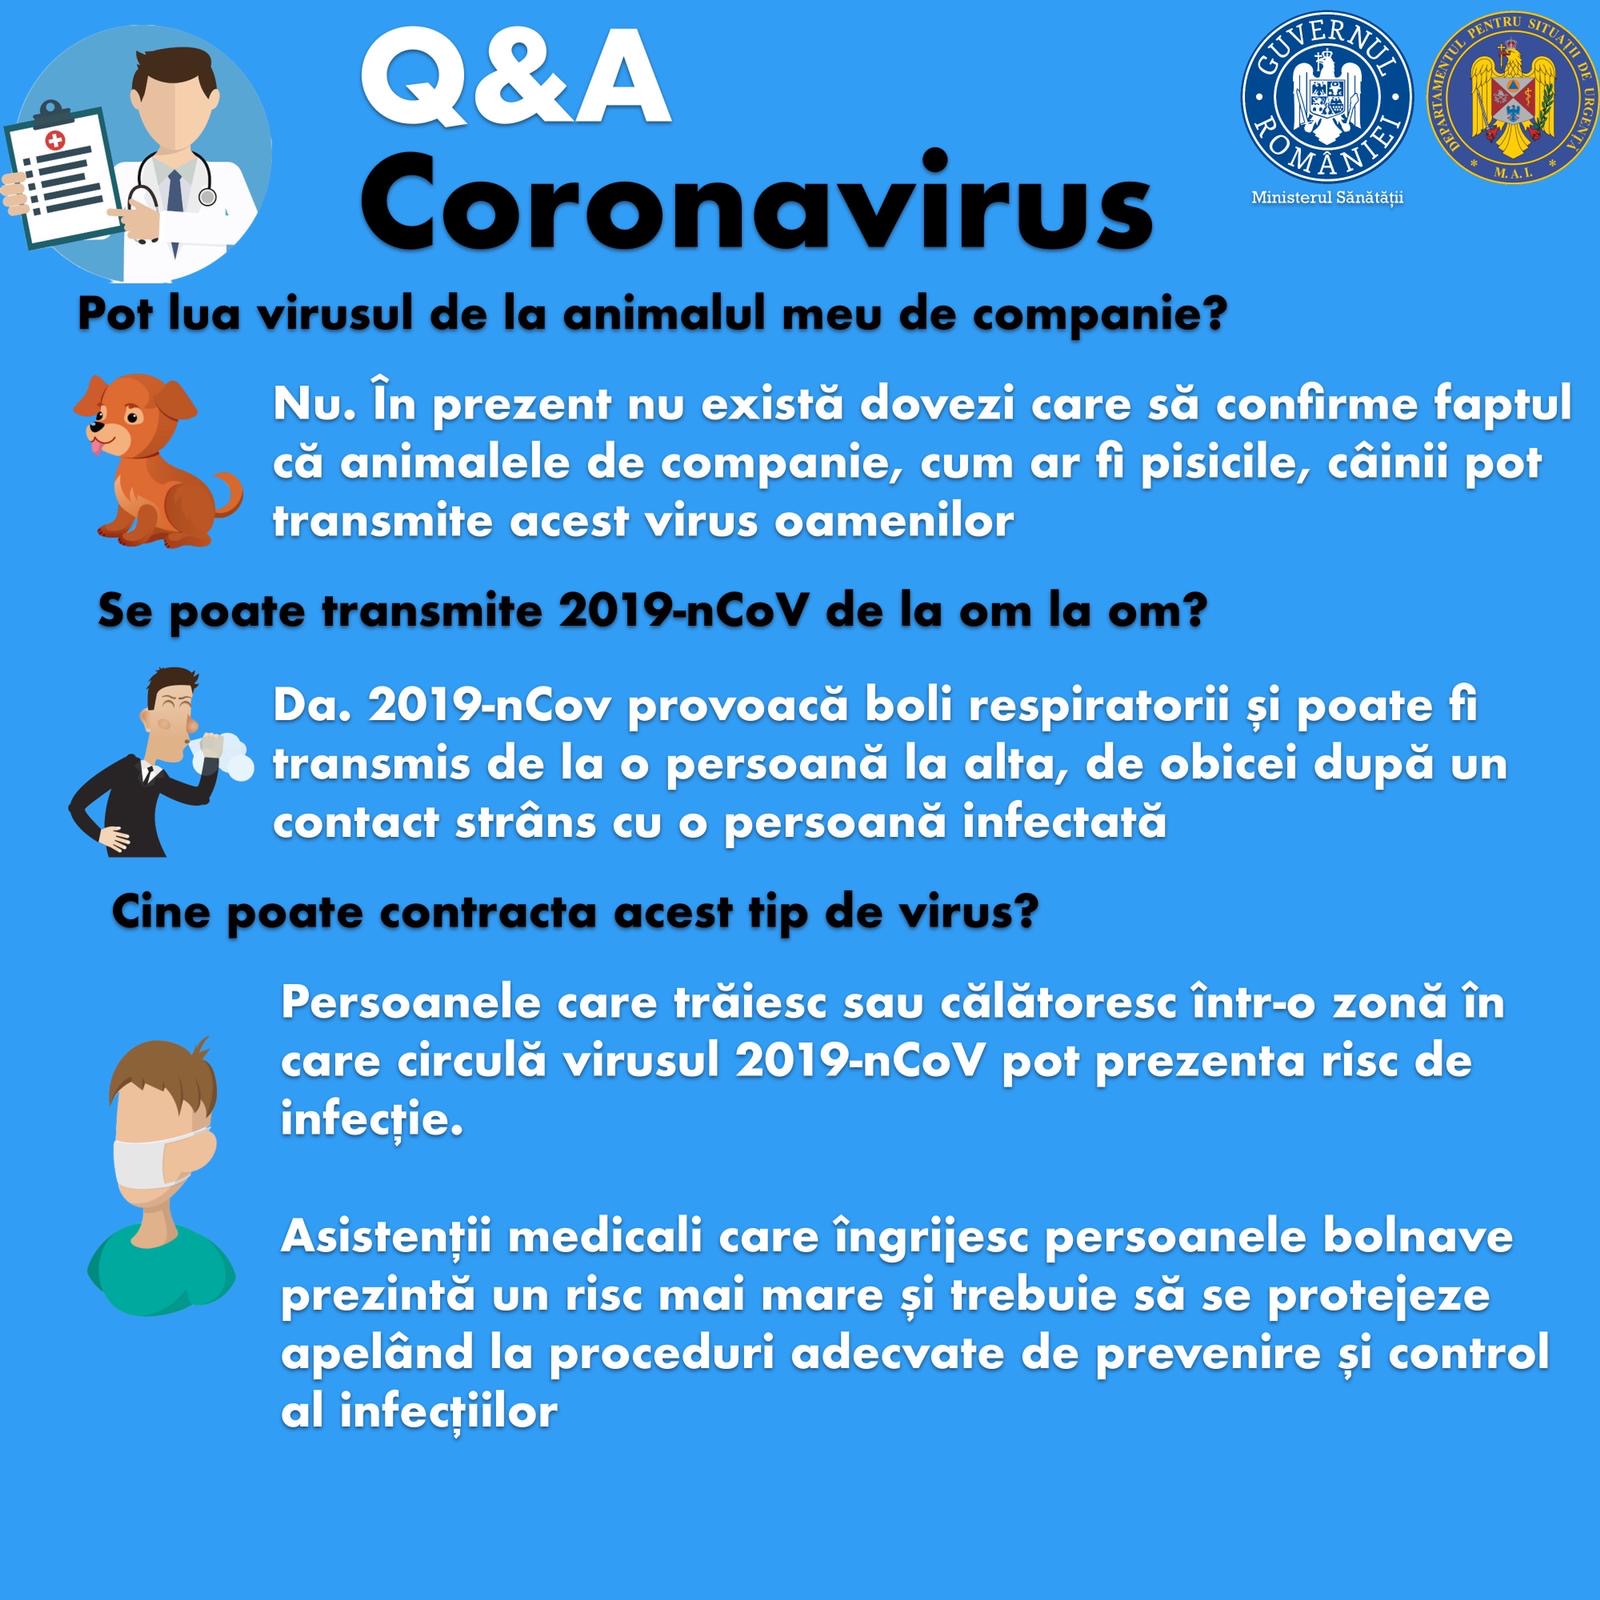 Q&A
Coronavirus
GUVERNUL ROMÂNIEI
Ministerul Sănătății
DEPARTAMENTUL PENTRU SITUAȚII DE URGENȚĂ
* M.A.I. *
Pot lua virusul de la animalul meu de companie?
Nu. În prezent nu există dovezi care să confirme faptul
că animalele de companie, cum ar fi pisicile, câinii pot
transmite acest virus oamenilor
Se poate transmite 2019-nCoV de la om la om?
Da. 2019-nCov provoacă boli respiratorii și poate fi
transmis de la o persoană la alta, de obicei după un
contact strâns cu o persoană infectată
Cine poate contracta acest tip de virus?
Persoanele care trăiesc sau călătoresc într-o zonă în
care circulă virusul 2019-nCoV pot prezenta risc de
infecție.
Asistenții medicali care îngrijesc persoanele bolnave
prezintă un risc mai mare și trebuie să se protejeze
apelând la proceduri adecvate de prevenire și control
al infecțiilor